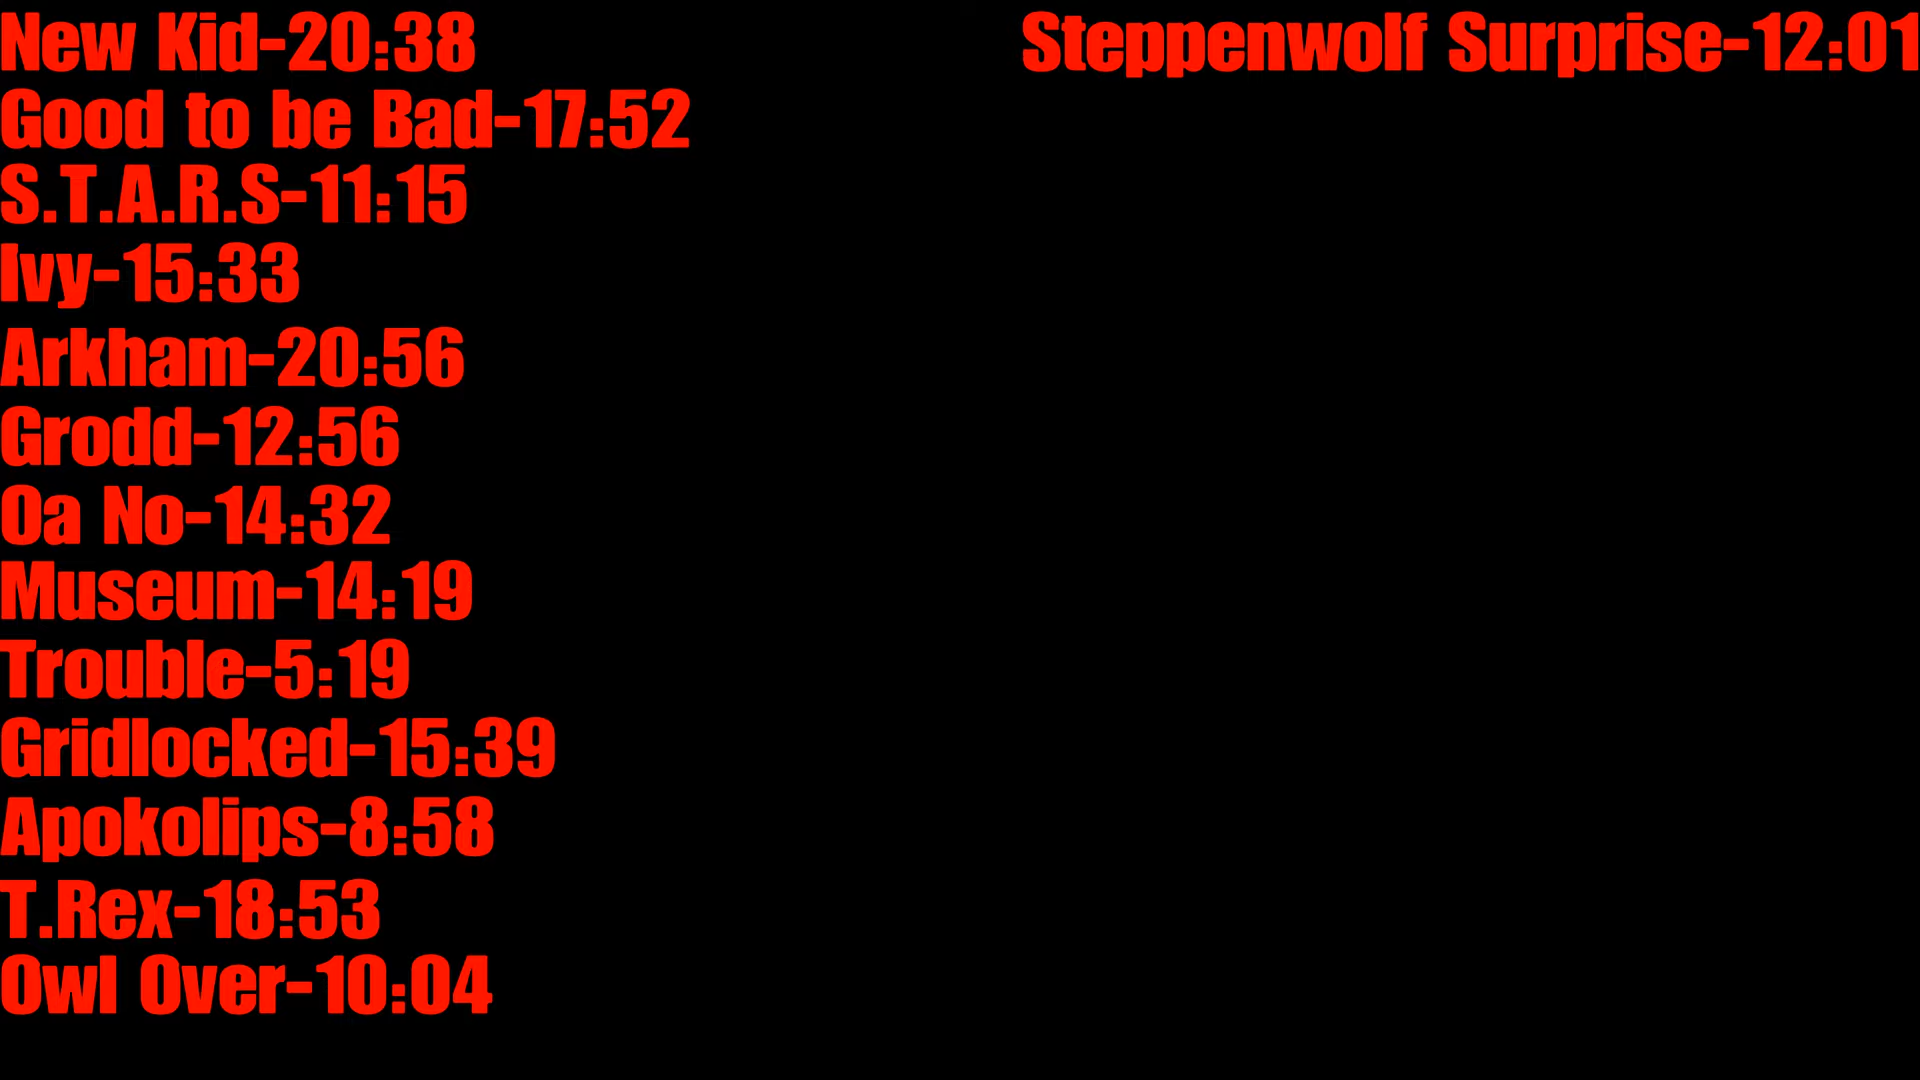 New Kid-20:38
Good to be Bad-17:52
S.T.A.R.S-11:15
Ivy-15:33
Arkham-20:56
Grodd-12:56
Oa No-14:32
Museum-14:19
Trouble-5:19
Gridlocked-15:39
Apokolips-8:58
T.Rex-18:53
Owl Over-10:04
Steppenwolf Surprise-12:01